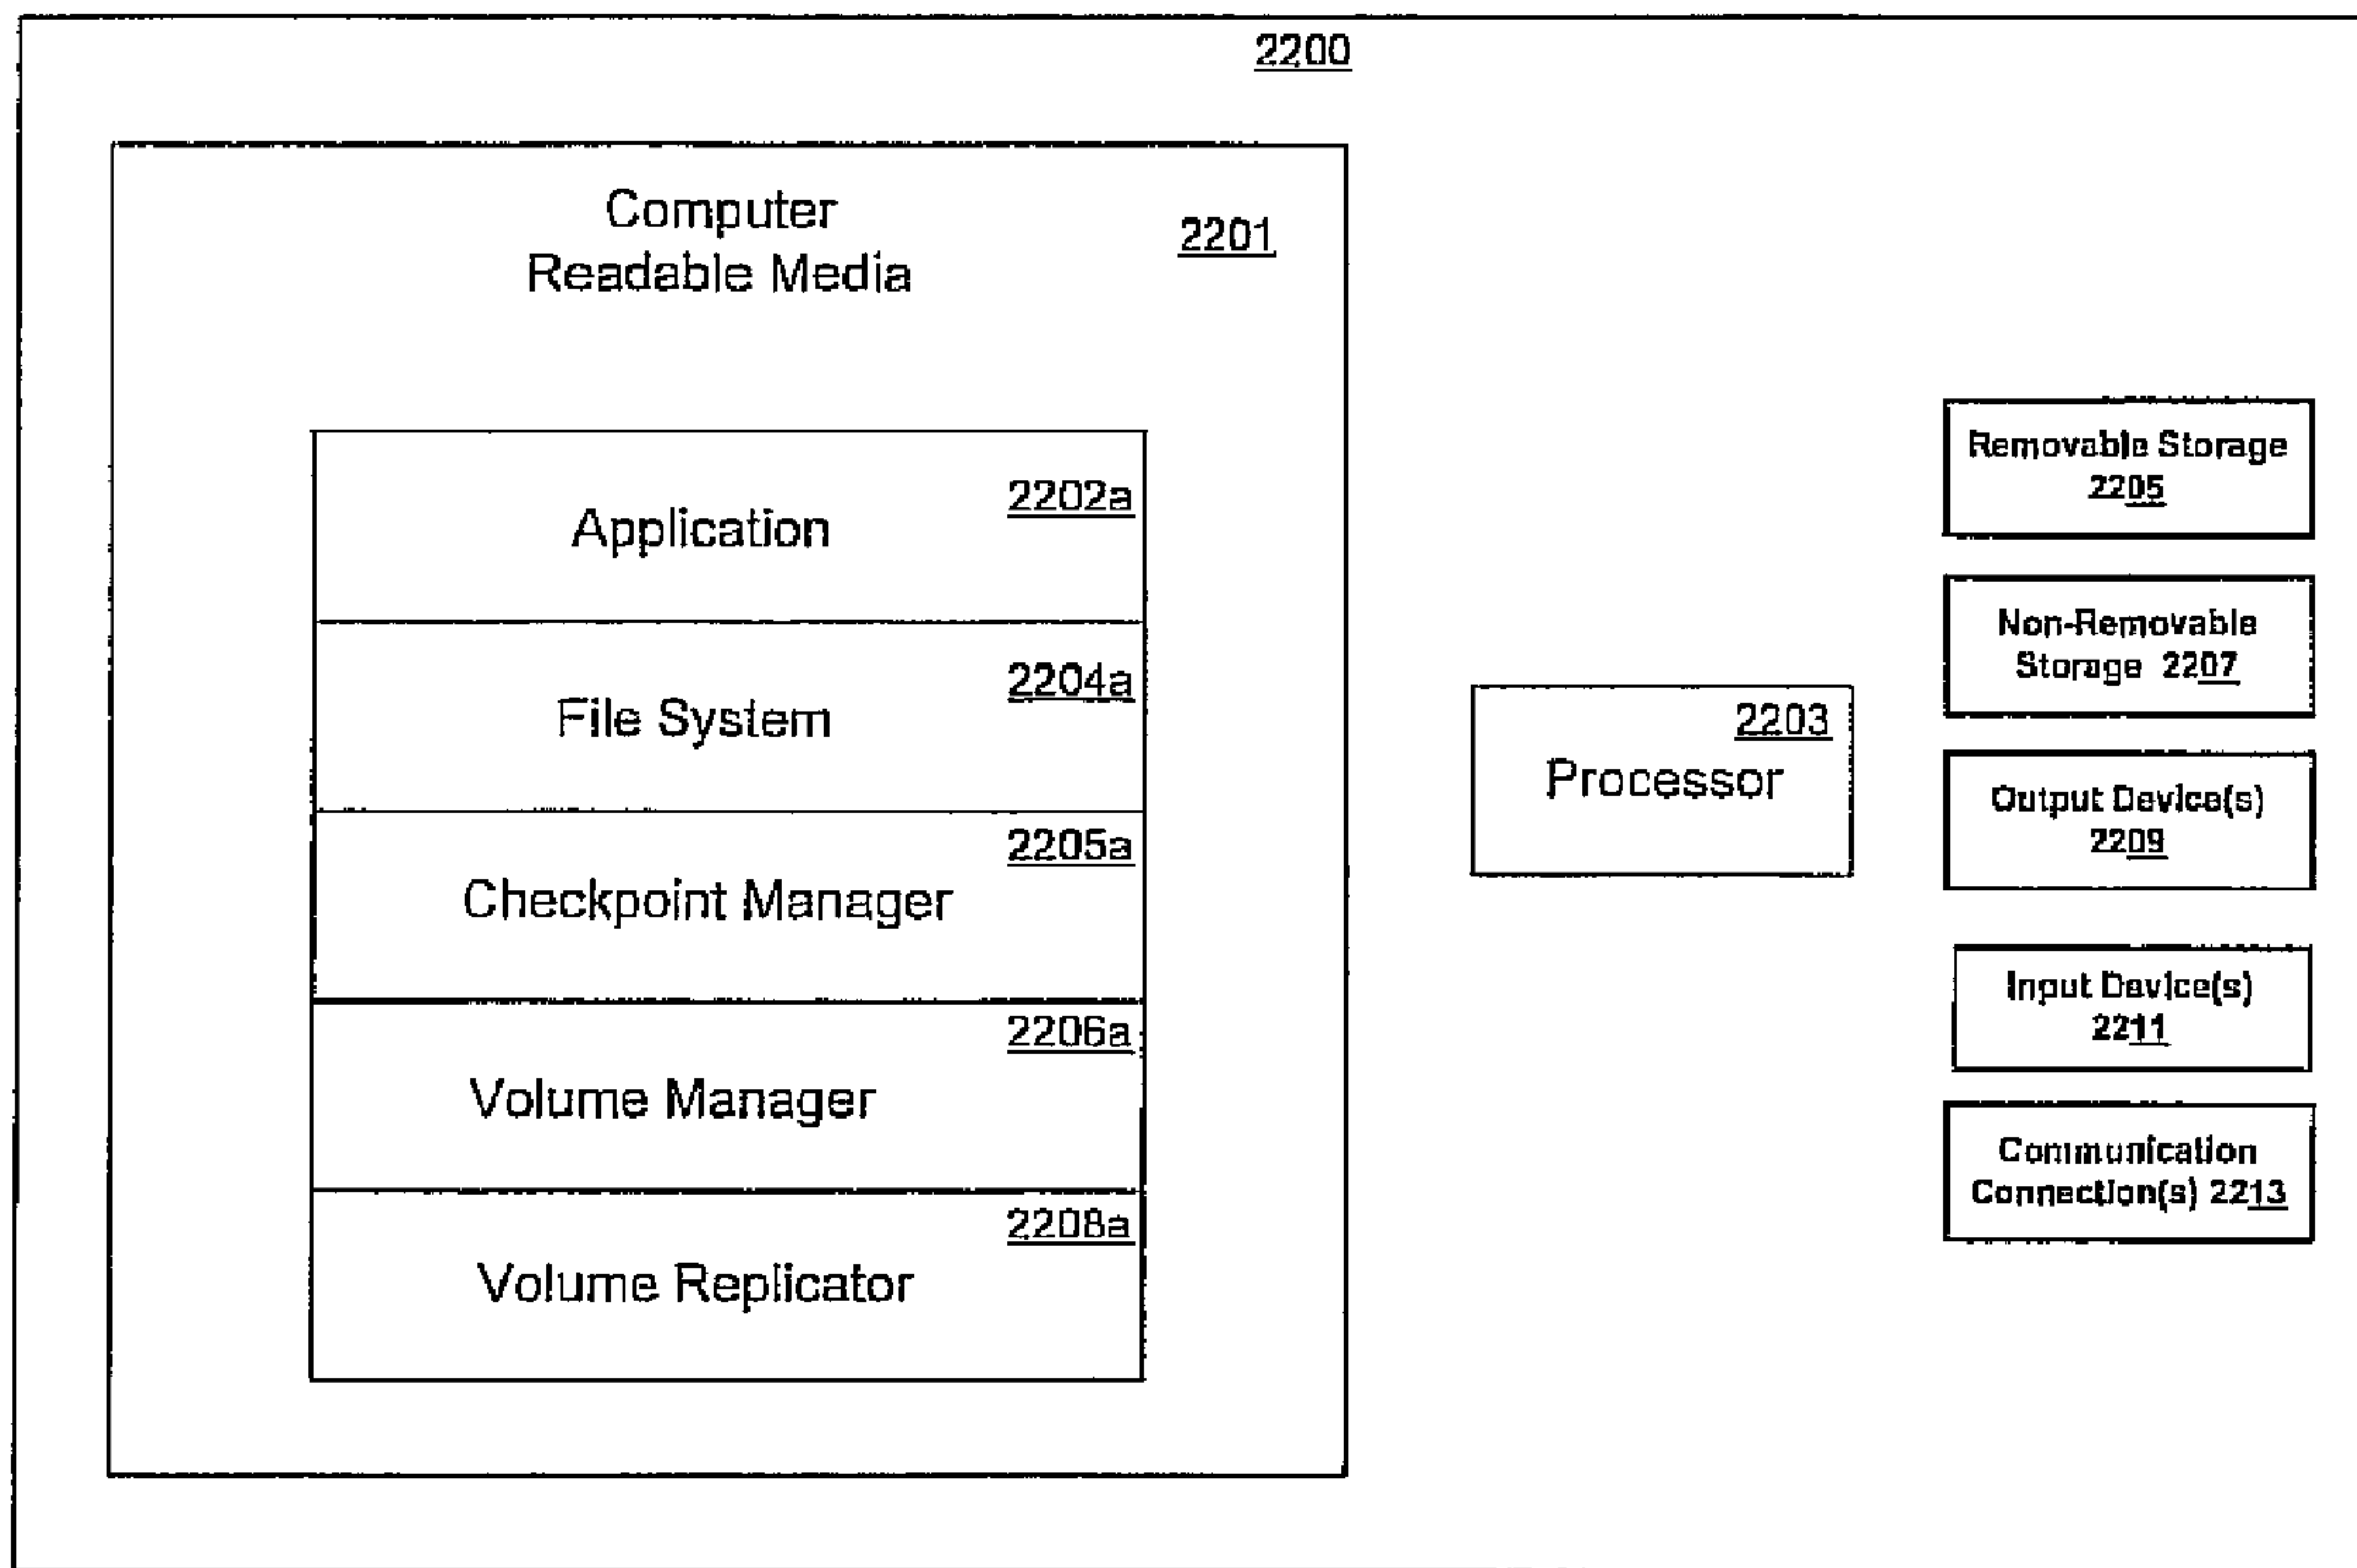 2200
Computer
Readable Media
2201
2202a
Application
2204a
File System
2205a
Checkpoint Manager
2206a
Volume Manager
2208a
Volume Replicator
2203
Processor
Removable Storage
2205
Non-Removable
Storage 2207
Output Device(s)
2209
Input Device(s)
2211
Communication
Connection(s) 2213